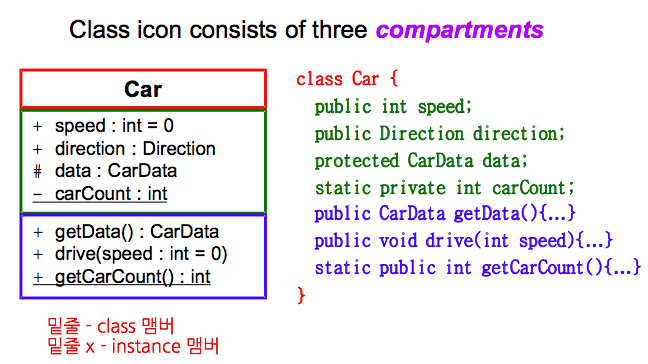 Class icon consists of three compartments
Car
+ speed : int = 0
+ direction : Direction
# data : CarData
− carCount : int
+ getData() : CarData
+ drive(speed : int = 0)
+ getCarCount() : int
밑줄 - class 맴버
밑줄 x - instance 맴버
class Car {
public int speed;
public Direction direction;
protected CarData data;
static private int carCount;
public CarData getData(){...}
public void drive(int speed){...}
static public int getCarCount(){...}
}